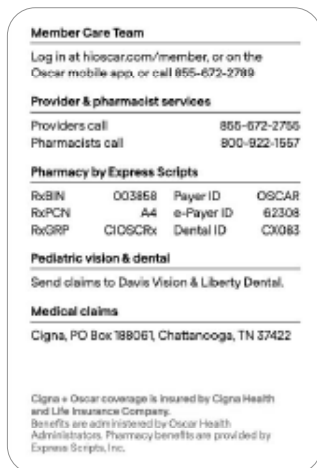 Member Care Team
Log in at hioscar.com/member, or on the
Oscar mobile app, or call 855-672-2789
Provider & pharmacist services
Providers call 855-672-2755
Pharmacists call 800-922-1557
Pharmacy by Express Scripts
RxBIN 003858 Payer ID OSCAR
RxPCN A4 e-Payer ID 62308
RxGRP CIOSCRx Dental ID CX083
Pediatric vision & dental
Send claims to Davis Vision & Liberty Dental.
Medical claims
Cigna, PO Box 188061, Chattanooga, TN 37422
Cigna + Oscar coverage is insured by Cigna Health
and Life Insurance Company.
Benefits are administered by Oscar Health
Administrators. Pharmacy benefits are provided by
Express Scripts, Inc.